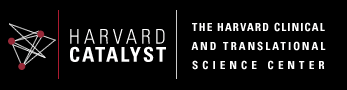 HARVARD
CATALYST
THE HARVARD CLINICAL
AND TRANSLATIONAL
SCIENCE CENTER